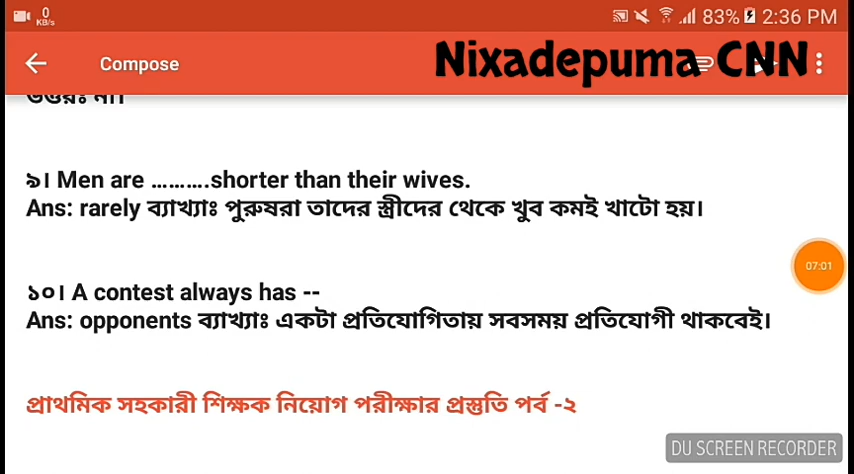 0
KB/s
83% 2:36 PM
Compose
Nixadepuma CNN
উত্তরঃ না।
৯। Men are ……….shorter than their wives.
Ans: rarely ব্যাখ্যাঃ পুরুষরা তাদের স্ত্রীদের থেকে খুব কমই খাটো হয়।
07:01
১০। A contest always has --
Ans: opponents ব্যাখ্যাঃ একটা প্রতিযোগিতায় সবসময় প্রতিযোগী থাকবেই।
প্রাথমিক সহকারী শিক্ষক নিয়োগ পরীক্ষার প্রস্তুতি পর্ব -২
DU SCREEN RECORDER